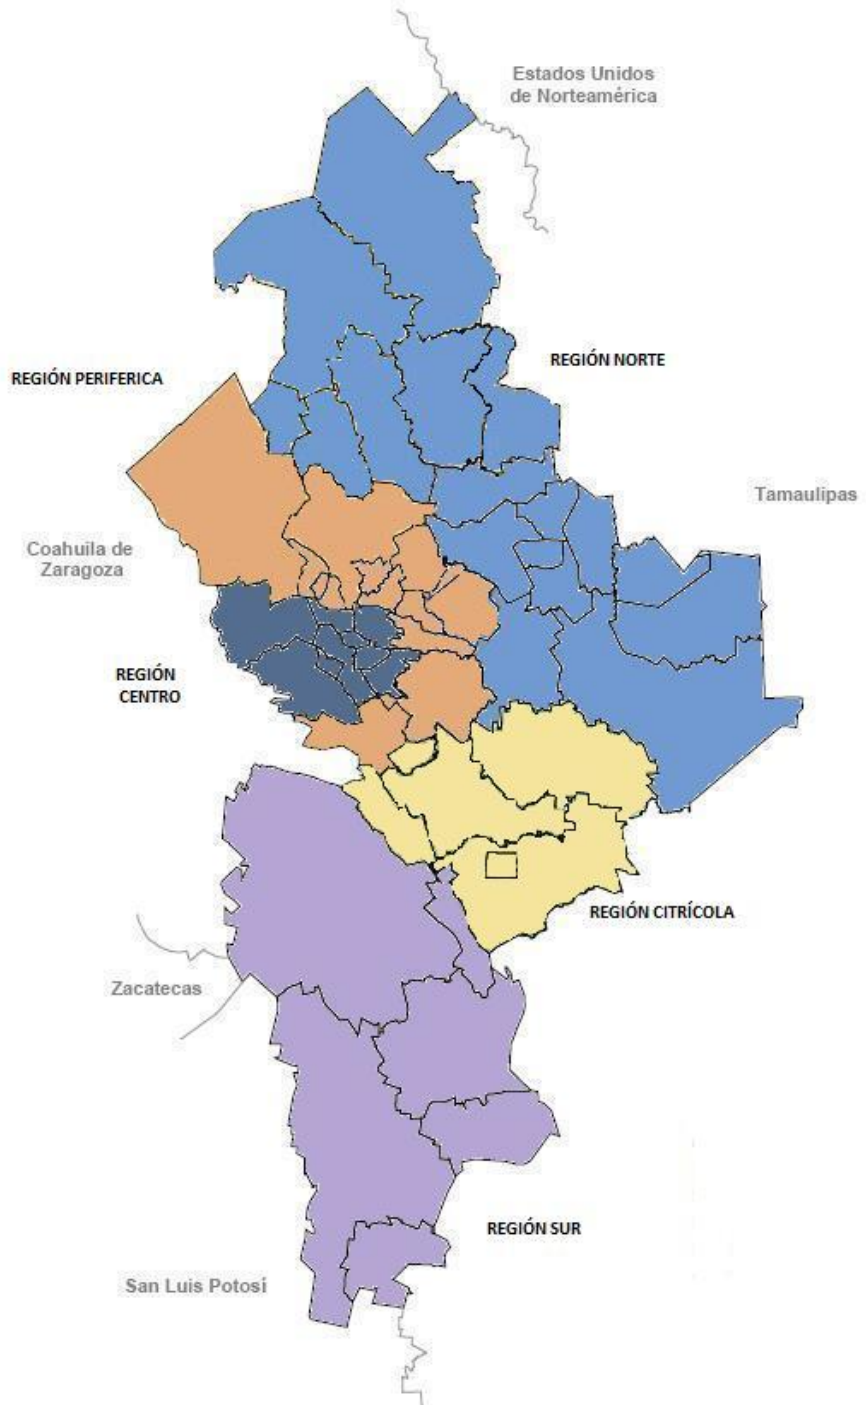 Estados Unidos
de Norteamérica
REGIÓN NORTE
REGIÓN PERIFERICA
Tamaulipas
Coahuila de
Zaragoza
REGIÓN
CENTRO
REGIÓN CITRÍCOLA
Zacatecas
REGIÓN SUR
San Luis Potosí